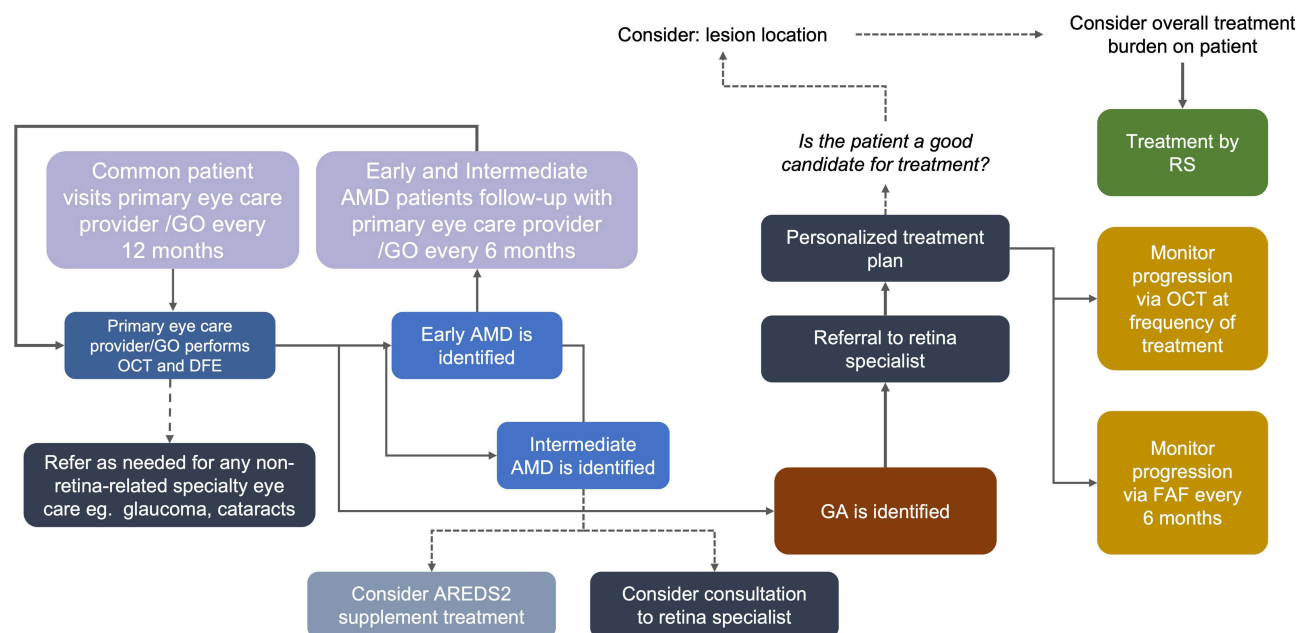 Consider: lesion location
Consider overall treatment
burden on patient
Treatment by
RS
Is the patient a good
candidate for treatment?
Common patient
visits primary eye care
provider /GO every
12 months
Early and Intermediate
AMD patients follow-up with
primary eye care provider
/GO every 6 months
Personalized treatment
plan
Monitor
progression
via OCT at
frequency of
treatment
Primary eye care
provider/GO performs
OCT and DFE
Early AMD is
identified
Referral to retina
specialist
Refer as needed for any non-
retina-related specialty eye
care eg.  glaucoma, cataracts
Intermediate
AMD is identified
GA is identified
Monitor
progression
via FAF every
6 months
Consider AREDS2
supplement treatment
Consider consultation
to retina specialist